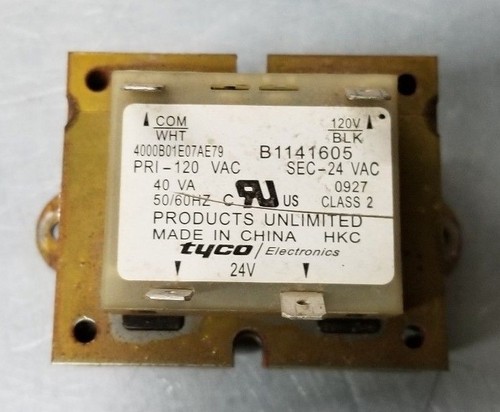 COM 120V
WHT BLK
4000B01E07AE79 B1141605
PRI-120 VAC SEC-24 VAC
40 VA 0927
50/60HZ C UR US CLASS 2
PRODUCTS UNLIMITED
MADE IN CHINA HKC
tyco / Electronics
24V